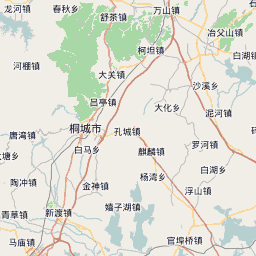 龙河镇
春秋乡
万山镇
舒茶镇
冶父山镇
柯坦镇
河棚镇
白湖镇
大关镇
沙溪乡
吕亭镇
大化乡
泥河镇
桐城市
孔城镇
唐湾镇
罗河镇
白马乡
麒麟镇
大塘乡
白湖乡
杨湾乡
陶冲镇
金神镇
浮山镇
嬉子湖镇
青草镇
新渡镇
马庙镇
官埠桥镇